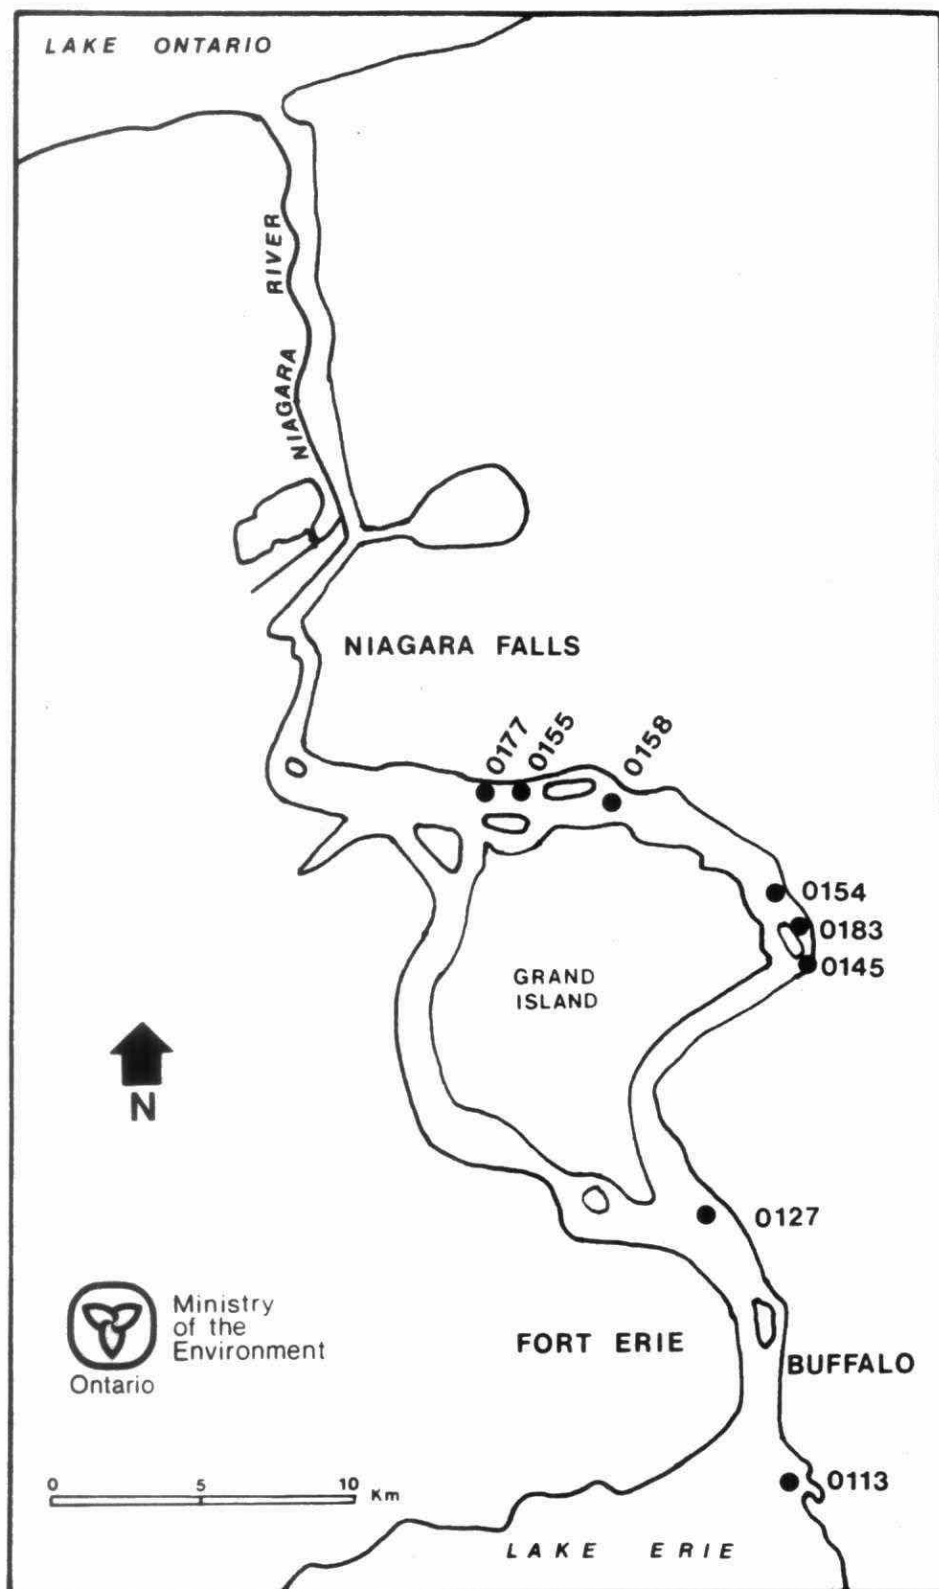 LAKE ONTARIO
NIAGARA RIVER
NIAGARA FALLS
0177
0155
0158
0154
0183
0145
GRAND
ISLAND
N
0127
Ministry
of the
Environment
Ontario
FORT ERIE
BUFFALO
0113
0 5 10 Km
LAKE ERIE